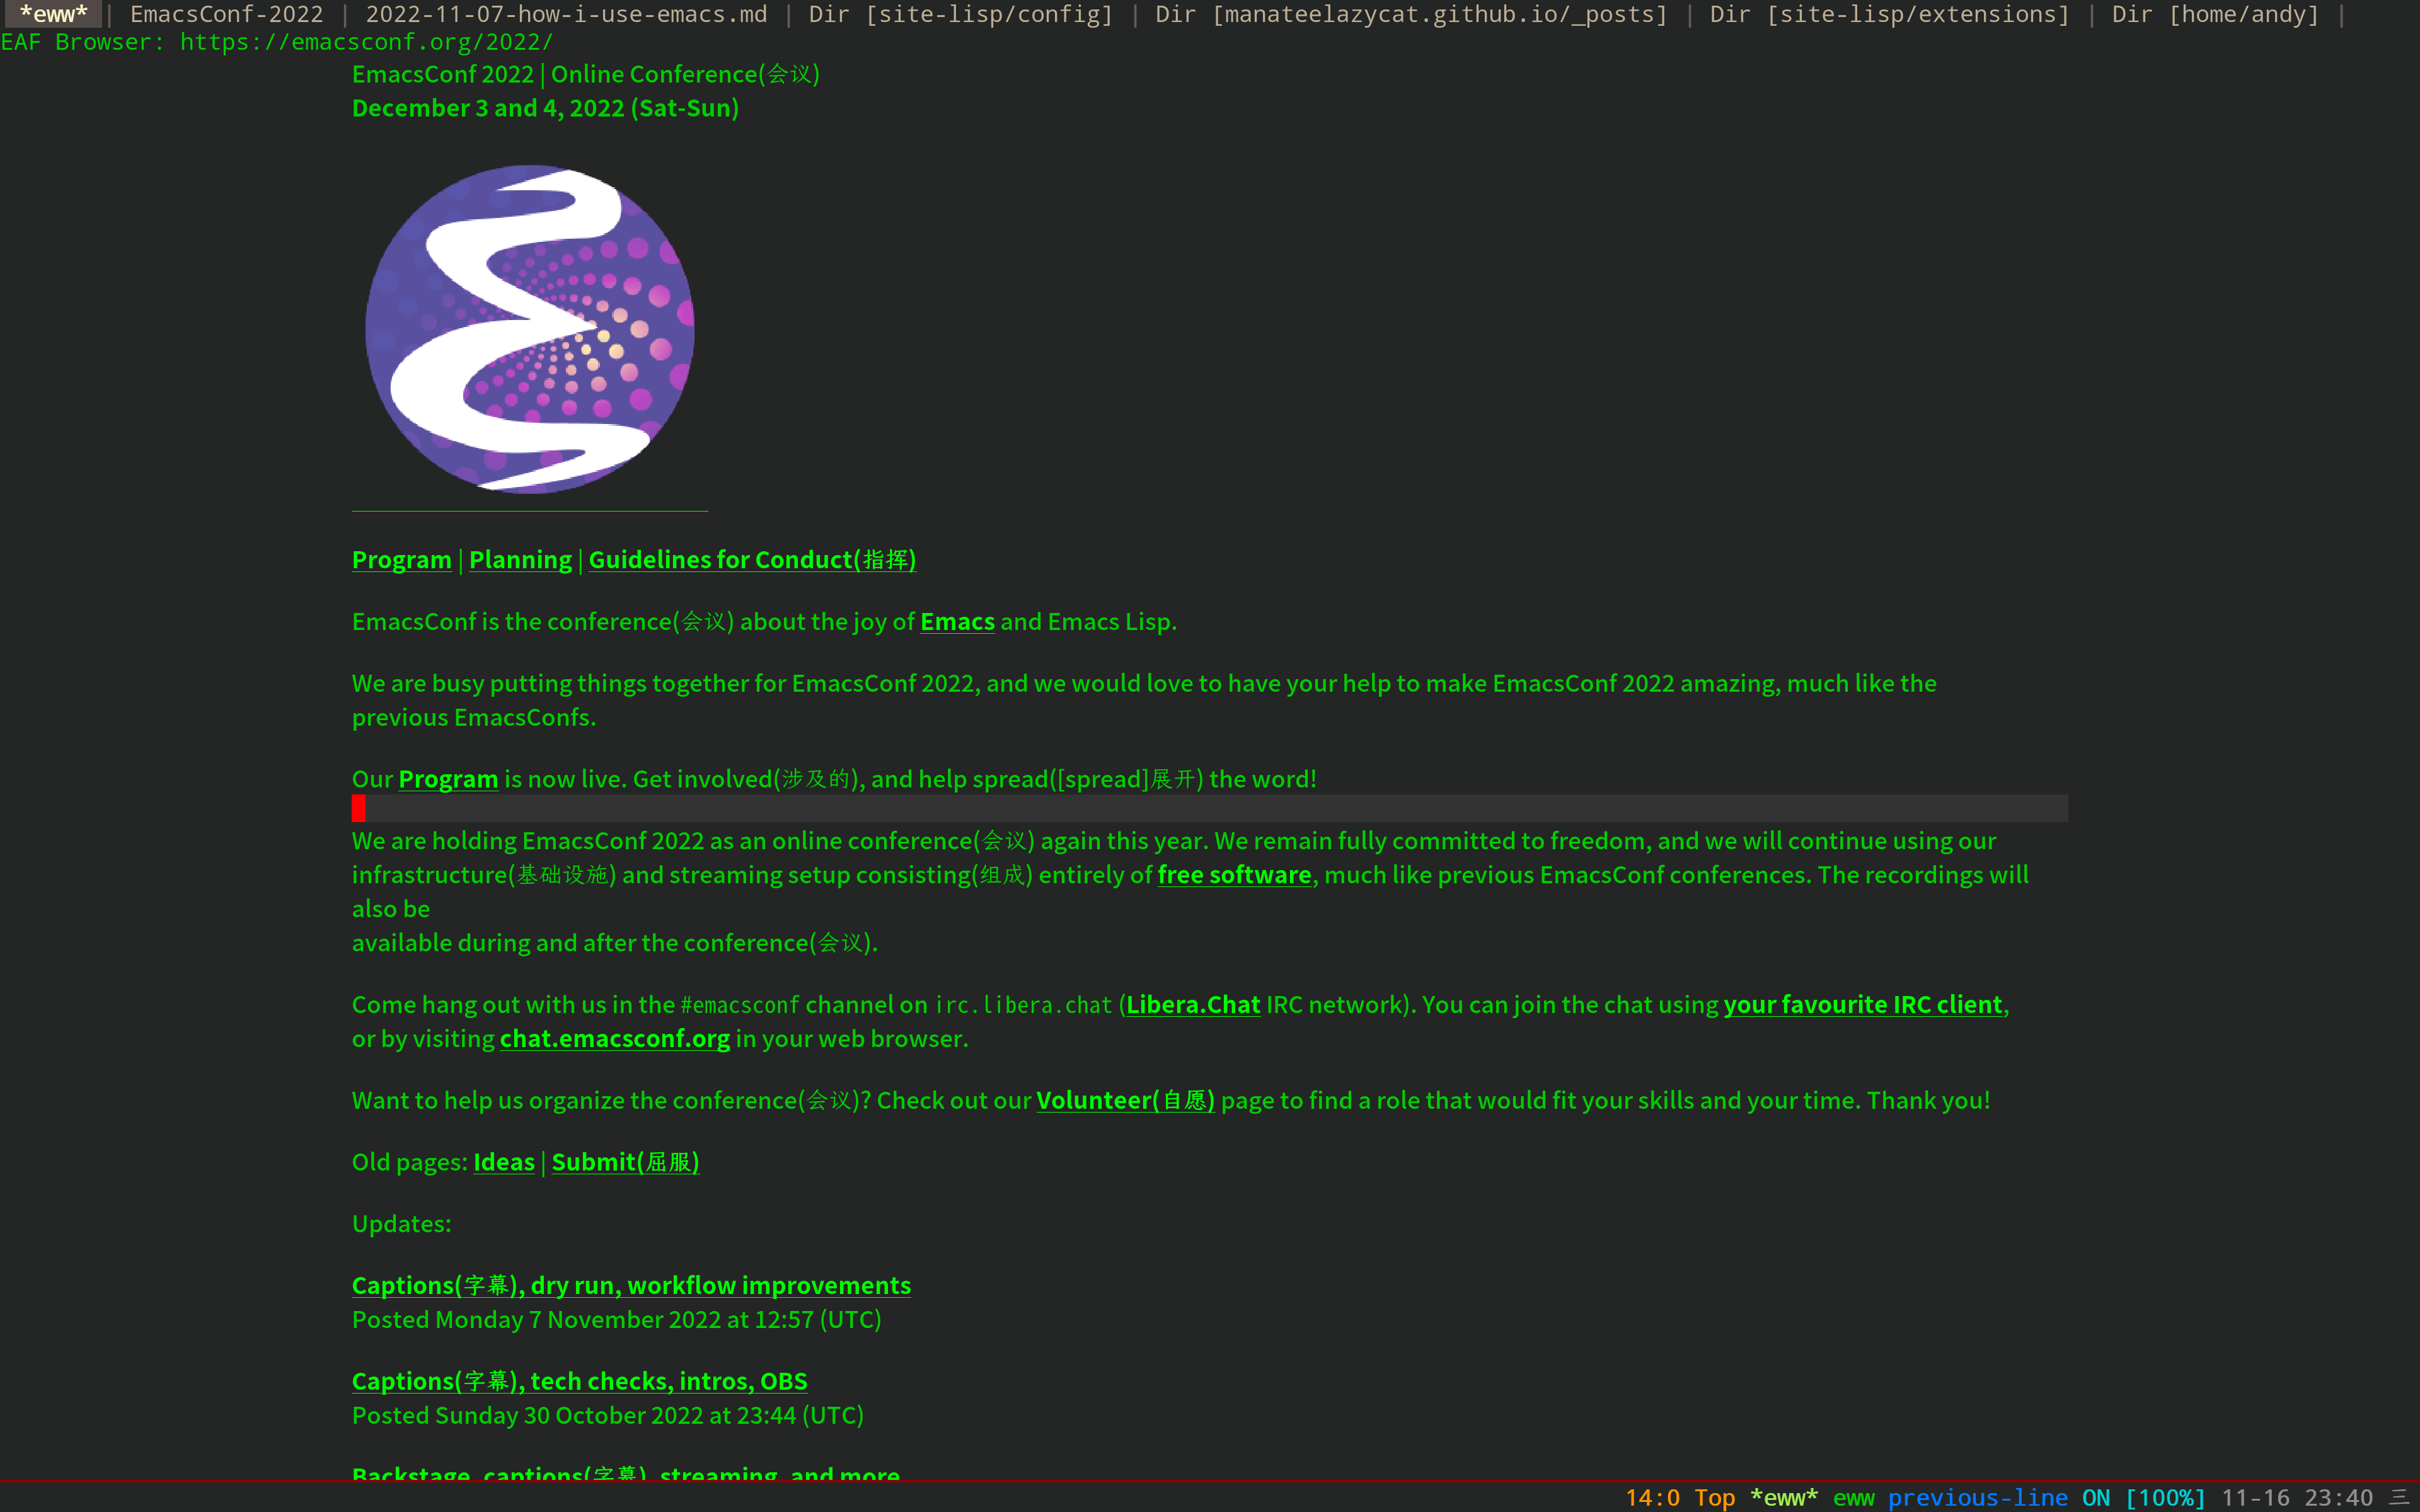 *eww* | EmacsConf-2022 | 2022-11-07-how-i-use-emacs.md | Dir [site-lisp/config] | Dir [manateelazycat.github.io/_posts] | Dir [site-lisp/extensions] | Dir [home/andy] |
EAF Browser: https://emacsconf.org/2022/
EmacsConf 2022 | Online Conference(会议)
December 3 and 4, 2022 (Sat-Sun)
Program | Planning | Guidelines for Conduct(指挥)
EmacsConf is the conference(会议) about the joy of Emacs and Emacs Lisp.
We are busy putting things together for EmacsConf 2022, and we would love to have your help to make EmacsConf 2022 amazing, much like the
previous EmacsConfs.
Our Program is now live. Get involved(涉及的), and help spread([spread]展开) the word!
We are holding EmacsConf 2022 as an online conference(会议) again this year. We remain fully committed to freedom, and we will continue using our
infrastructure(基础设施) and streaming setup consisting(组成) entirely of free software, much like previous EmacsConf conferences. The recordings will
also be
available during and after the conference(会议).
Come hang out with us in the #emacsconf channel on irc.libera.chat (Libera.Chat IRC network). You can join the chat using your favourite IRC client,
or by visiting chat.emacsconf.org in your web browser.
Want to help us organize the conference(会议)? Check out our Volunteer(自愿) page to find a role that would fit your skills and your time. Thank you!
Old pages: Ideas | Submit(屈服)
Updates:
Captions(字幕), dry run, workflow improvements
Posted Monday 7 November 2022 at 12:57 (UTC)
Captions(字幕), tech checks, intros, OBS
Posted Sunday 30 October 2022 at 23:44 (UTC)
Backstage, captions(字幕), streaming, and more
14:0 Top *eww* eww previous-line ON [100%] 11-16 23:40 三